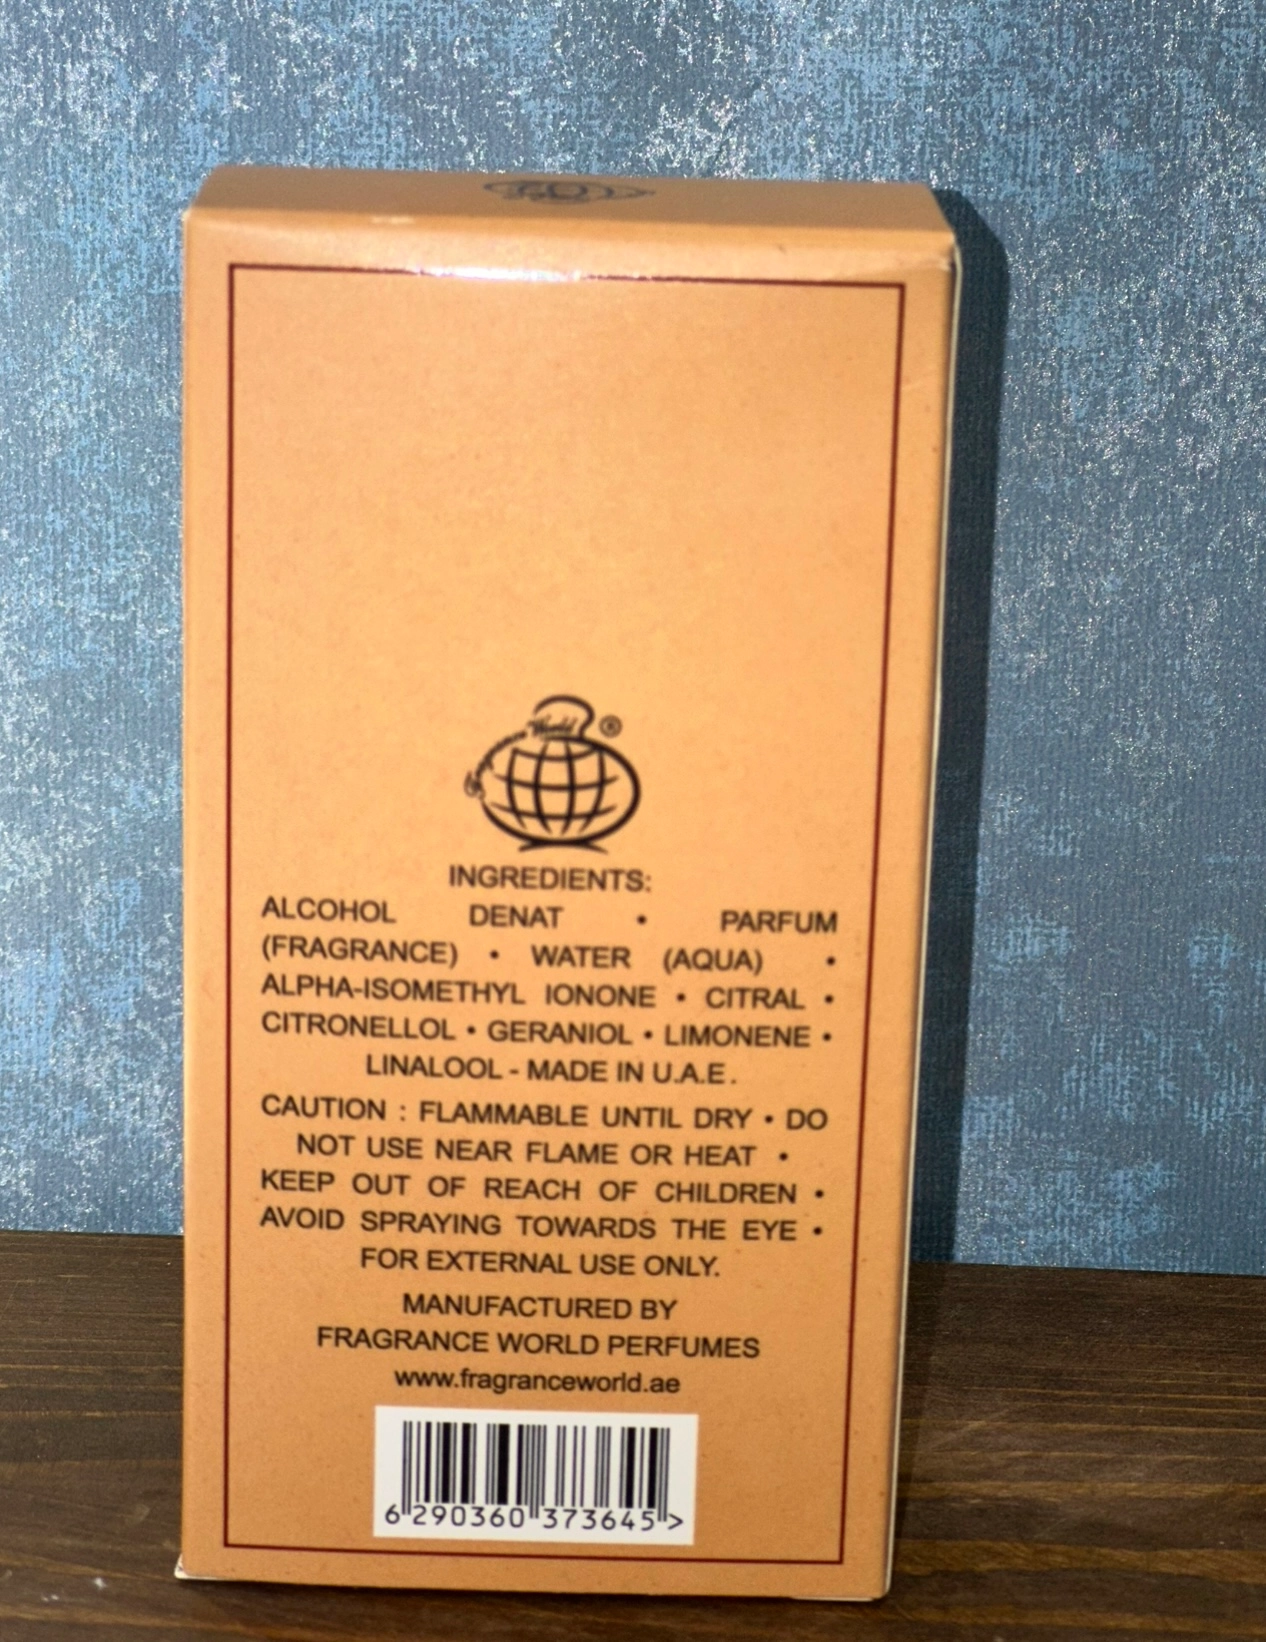 World ®
INGREDIENTS:
ALCOHOL DENAT • PARFUM
(FRAGRANCE) • WATER (AQUA) •
ALPHA-ISOMETHYL IONONE • CITRAL •
CITRONELLOL • GERANIOL • LIMONENE •
LINALOOL - MADE IN U.A.E.
CAUTION : FLAMMABLE UNTIL DRY • DO
NOT USE NEAR FLAME OR HEAT •
KEEP OUT OF REACH OF CHILDREN •
AVOID SPRAYING TOWARDS THE EYE •
FOR EXTERNAL USE ONLY.
MANUFACTURED BY
FRAGRANCE WORLD PERFUMES
www.fragranceworld.ae
6 290360 373645 >